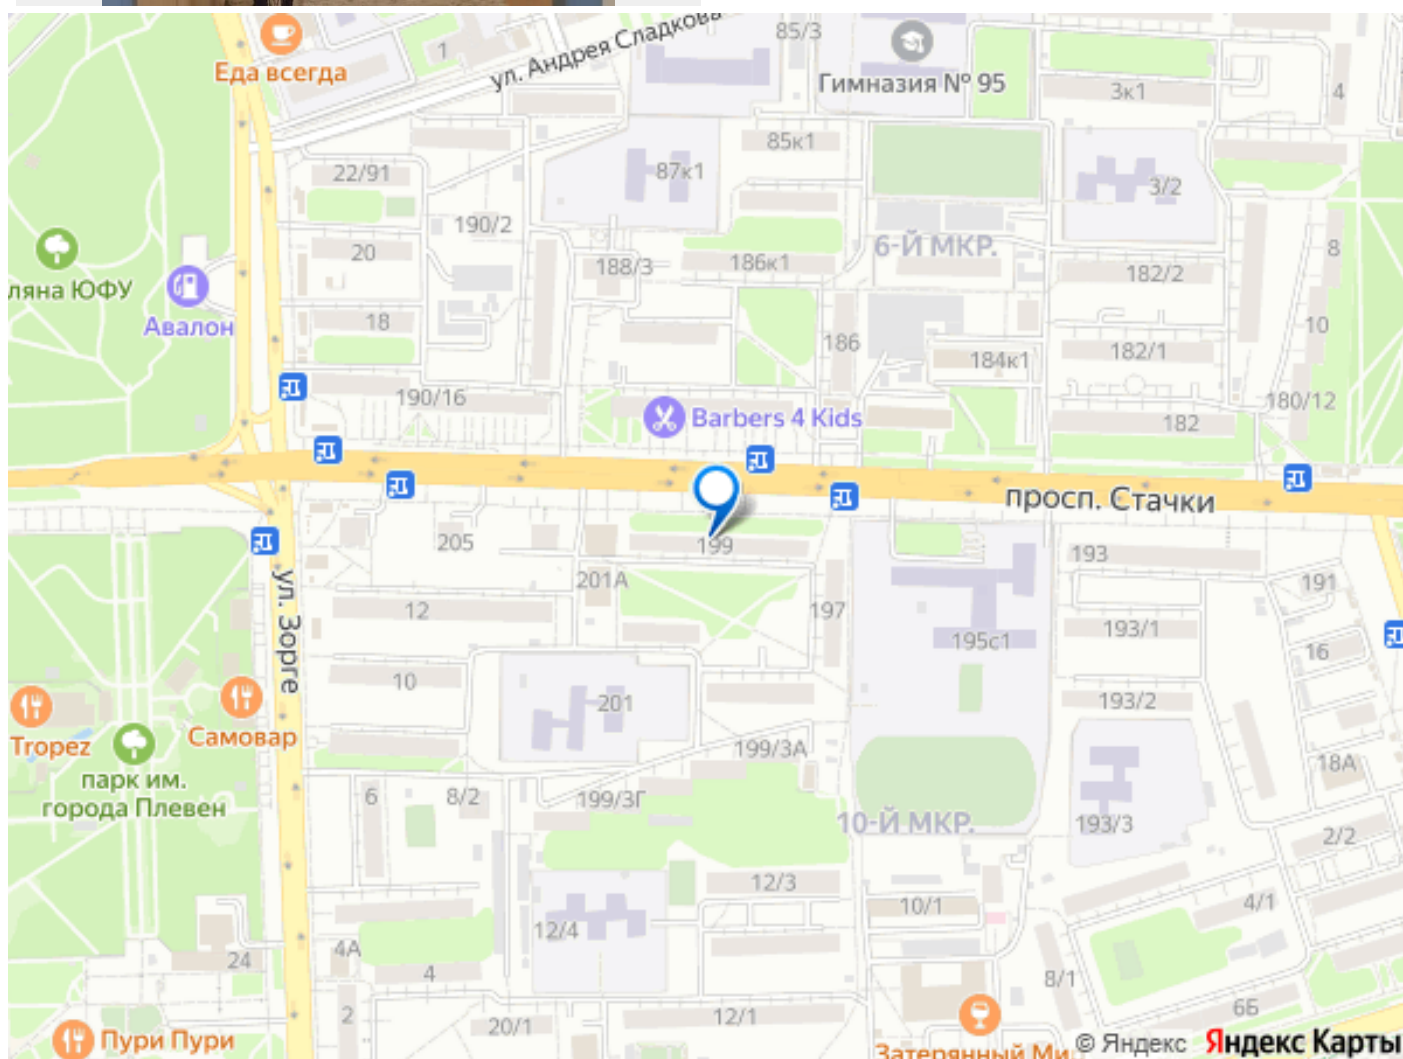 ул. Андрея Сладкова
85/3
1
Еда всегда
Гимназия № 95
3к1
4
85к1
22/91
87к1
3/2
190/2
6-Й МКР.
20
188/3
186к1
182/2
8
ляна ЮФУ
Авалон
18
10
186
184к1
182/1
190/16
Barbers 4 Kids
180/12
182
просп. Стачки
205
199
193
201А
191
ул. Зорге
12
197
193/1
195с1
16
10
201
193/2
Tropez
Самовар
199/3А
18А
парк им.
города Плевен
6
8/2
199/3Г
10-Й МКР.
193/3
2/2
12/3
10/1
4/1
12/4
4А
24
4
8/1
2
20/1
12/1
6Б
Пури Пури
Затерянный Ми
© Яндекс Яндекс Карты